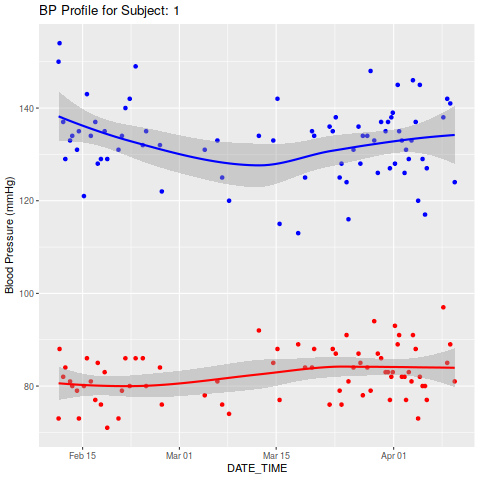 BP Profile for Subject: 1
140
120
100
80
Blood Pressure (mmHg)
Feb 15
Mar 01
Mar 15
Apr 01
DATE_TIME